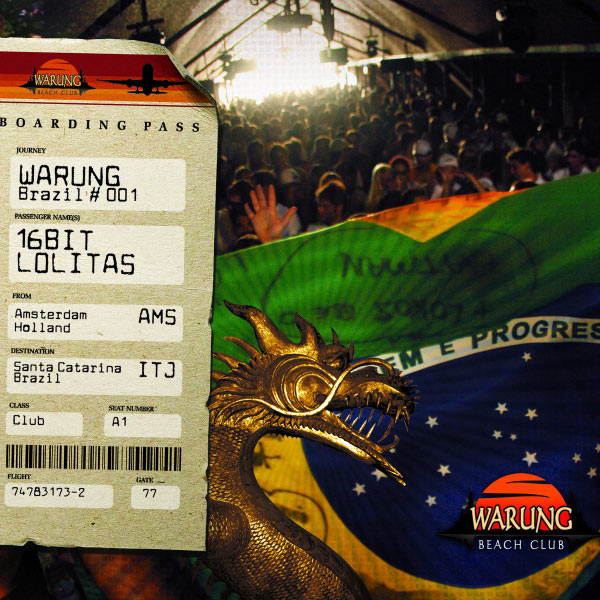 WARUNG
BEACH CLUB
BOARDING PASS
JOURNEY
WARUNG
Brazil # 001
PASSENGER NAME(S)
16BIT
LOLITAS
FROM
Amsterdam AMS
Holland
DESTINATION
Santa Catarina ITJ
Brazil
CLASS SEAT NUMBER
Club A1
FLIGHT GATE
74783173-2 77
EM E PROGRES
WARUNG
BEACH CLUB